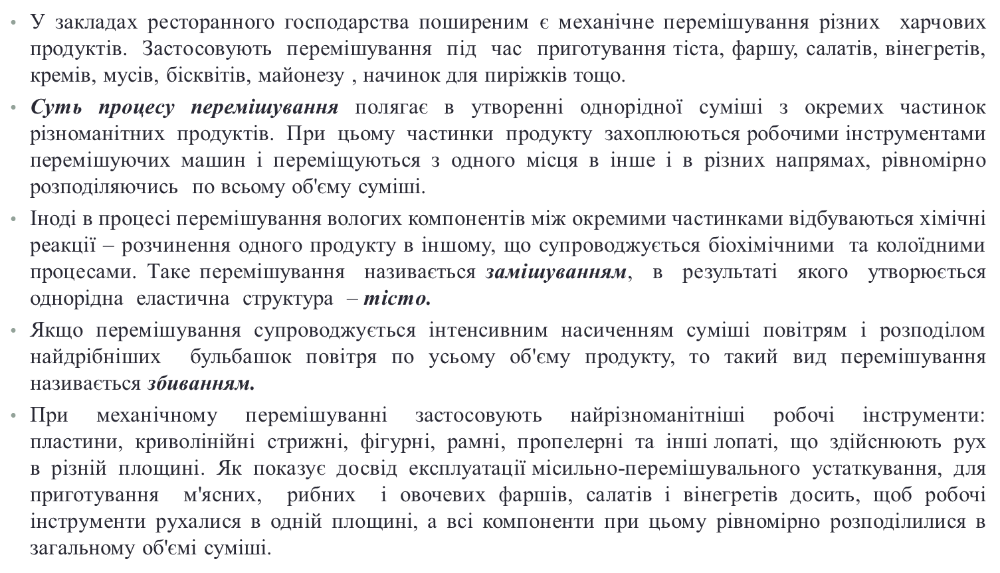 • У закладах ресторанного господарства поширеним є механічне перемішування різних харчових
продуктів. Застосовують перемішування під час приготування тіста, фаршу, салатів, вінегретів,
кремів, мусів, бісквітів, майонезу , начинок для пиріжків тощо.
• Суть процесу перемішування полягає в утворенні однорідної суміші з окремих частинок
різноманітних продуктів. При цьому частинки продукту захоплюються робочими інструментами
перемішуючих машин і переміщуються з одного місця в інше і в різних напрямах, рівномірно
розподіляючись по всьому об'єму суміші.
• Іноді в процесі перемішування вологих компонентів між окремими частинками відбуваються хімічні
реакції – розчинення одного продукту в іншому, що супроводжується біохімічними та колоїдними
процесами. Таке перемішування називається замішуванням, в результаті якого утворюється
однорідна еластична структура – тісто.
• Якщо перемішування супроводжується інтенсивним насиченням суміші повітрям і розподілом
найдрібніших бульбашок повітря по усьому об'єму продукту, то такий вид перемішування
називається збиванням.
• При механічному перемішуванні застосовують найрізноманітніші робочі інструменти:
пластини, криволінійні стрижні, фігурні, рамні, пропелерні та інші лопаті, що здійснюють рух
в різній площині. Як показує досвід експлуатації місильно-перемішувального устаткування, для
приготування м'ясних, рибних і овочевих фаршів, салатів і вінегретів досить, щоб робочі
інструменти рухалися в одній площині, а всі компоненти при цьому рівномірно розподілилися в
загальному об'ємі суміші.